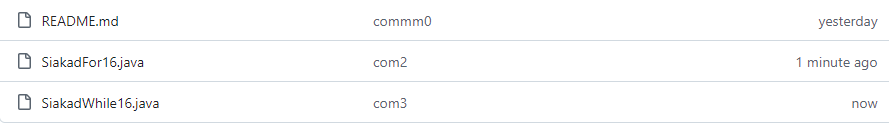 README.md commm0 yesterday
SiakadFor16.java com2 1 minute ago
SiakadWhile16.java com3 now